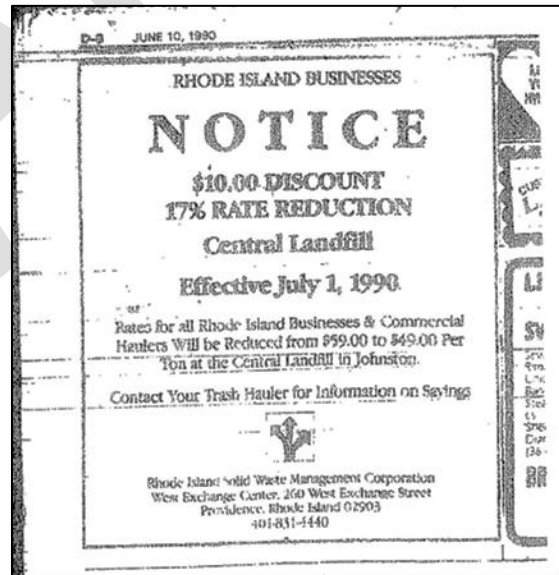 D-9 JUNE 10, 1990
RHODE ISLAND BUSINESSES
NOTICE
$10.00 DISCOUNT
17% RATE REDUCTION
Central Landfill
Effective July 1, 1990
Rates for all Rhode Island Businesses & Commercial
Haulers Will be Reduced from $59.00 to $49.00 Per
Ton at the Central Landfill in Johnston.
Contact Your Trash Hauler for Information on Savings
Rhode Island Solid Waste Management Corporation
West Exchange Center, 260 West Exchange Street
Providence, Rhode Island 02903
401-831-4440